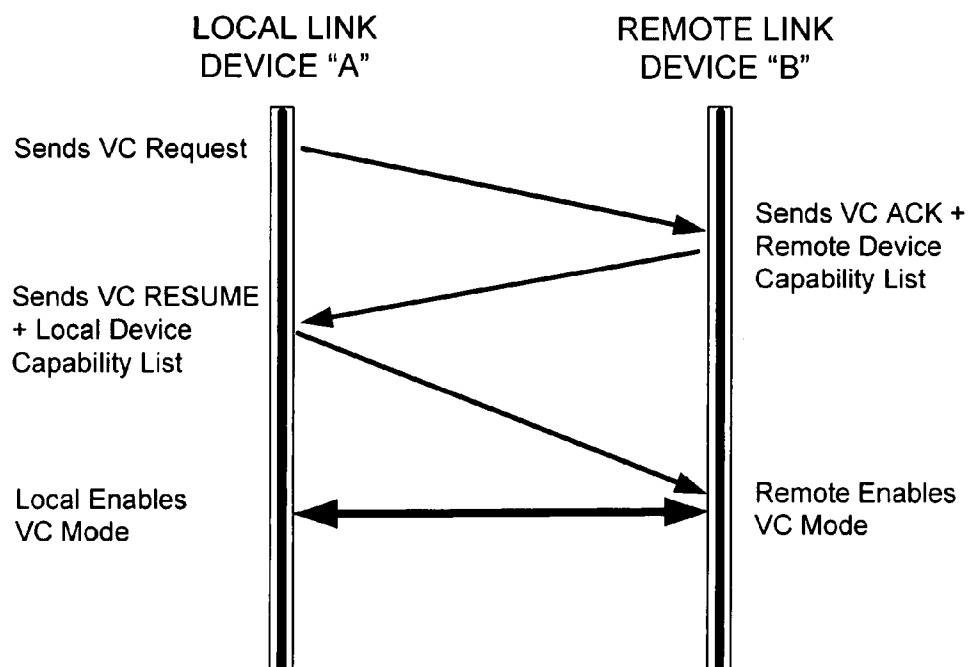 LOCAL LINK
DEVICE “A”
REMOTE LINK
DEVICE “B”
Sends VC Request
Sends VC ACK +
Remote Device
Capability List
Sends VC RESUME
+ Local Device
Capability List
Local Enables
VC Mode
Remote Enables
VC Mode